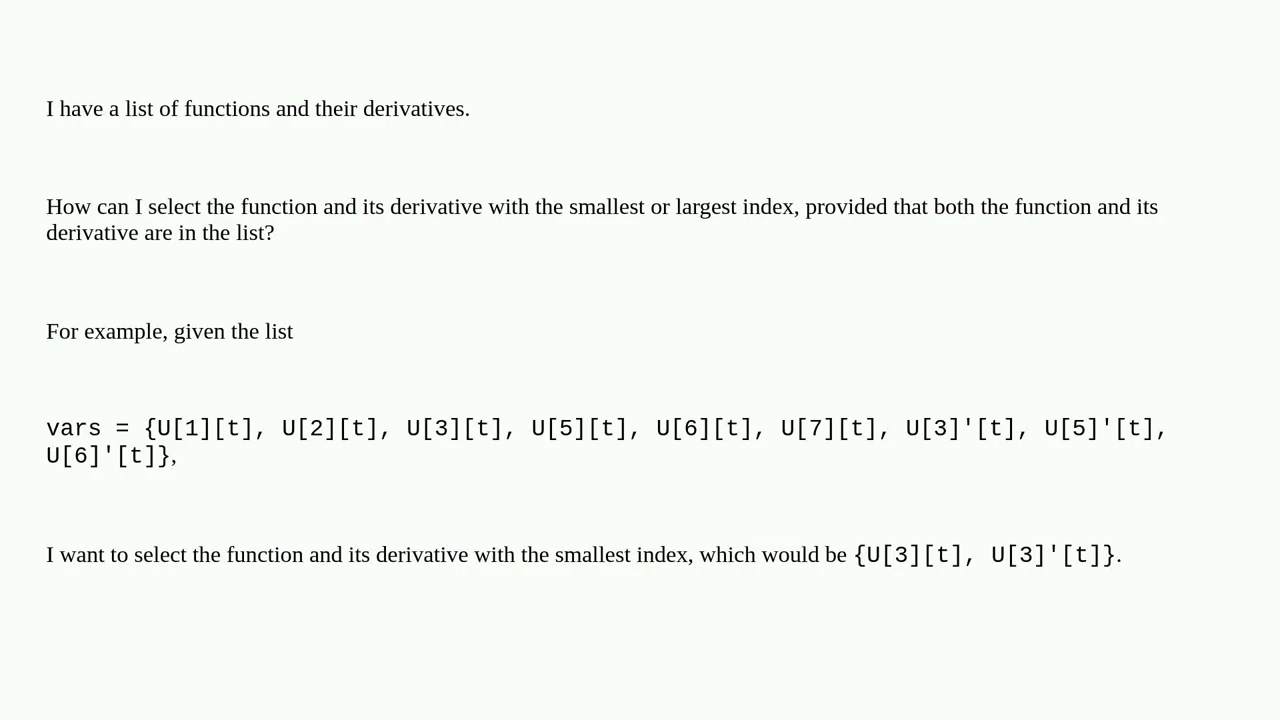 I have a list of functions and their derivatives.
How can I select the function and its derivative with the smallest or largest index, provided that both the function and its
derivative are in the list?
For example, given the list
vars = {U[1][t], U[2][t], U[3][t], U[5][t], U[6][t], U[7][t], U[3]'[t], U[5]'[t],
U[6]'[t]},
I want to select the function and its derivative with the smallest index, which would be {U[3][t], U[3]'[t]}.